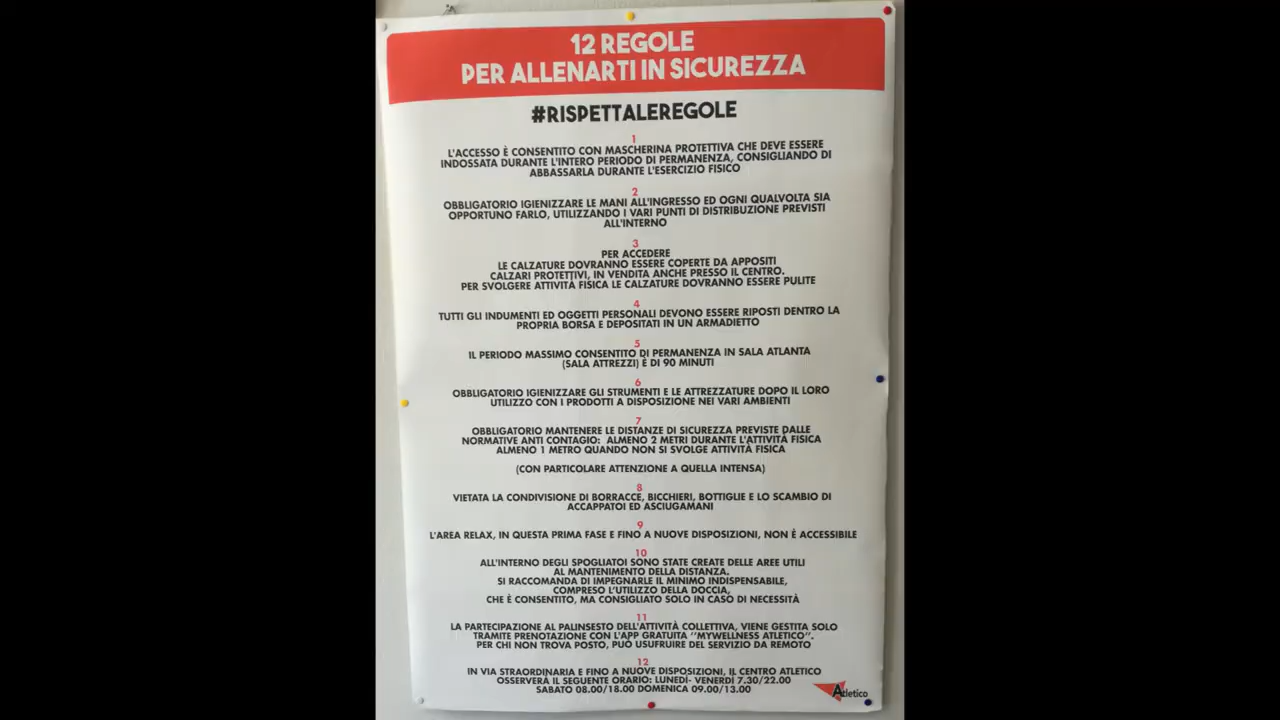 12 REGOLE
PER ALLENARTI IN SICUREZZA
#RISPETTALEREGOLE
1
L'ACCESSO È CONSENTITO CON MASCHERINA PROTETTIVA CHE DEVE ESSERE
INDOSSATA DURANTE L'INTERO PERIODO DI PERMANENZA, CONSIGLIANDO DI
ABBASSARLA DURANTE L'ESERCIZIO FISICO
2
OBBLIGATORIO IGIENIZZARE LE MANI ALL'INGRESSO ED OGNI QUALVOLTA SIA
OPPORTUNO FARLO, UTILIZZANDO I VARI PUNTI DI DISTRIBUZIONE PREVISTI
ALL'INTERNO
3
PER ACCEDERE
LE CALZATURE DOVRANNO ESSERE COPERTE DA APPOSITI
CALZARI PROTETTIVI, IN VENDITA ANCHE PRESSO IL CENTRO.
PER SVOLGERE ATTIVITÀ FISICA LE CALZATURE DOVRANNO ESSERE PULITE
4
TUTTI GLI INDUMENTI ED OGGETTI PERSONALI DEVONO ESSERE RIPOSTI DENTRO LA
PROPRIA BORSA E DEPOSITATI IN UN ARMADIETTO
5
IL PERIODO MASSIMO CONSENTITO DI PERMANENZA IN SALA ATLANTA
(SALA ATTREZZI) È DI 90 MINUTI
6
OBBLIGATORIO IGIENIZZARE GLI STRUMENTI E LE ATTREZZATURE DOPO IL LORO
UTILIZZO CON I PRODOTTI A DISPOSIZIONE NEI VARI AMBIENTI
7
OBBLIGATORIO MANTENERE LE DISTANZE DI SICUREZZA PREVISTE DALLE
NORMATIVE ANTI CONTAGIO: ALMENO 2 METRI DURANTE L'ATTIVITÀ FISICA
ALMENO 1 METRO QUANDO NON SI SVOLGE ATTIVITÀ FISICA
(CON PARTICOLARE ATTENZIONE A QUELLA INTENSA)
8
VIETATA LA CONDIVISIONE DI BORRACCE, BICCHIERI, BOTTIGLIE E LO SCAMBIO DI
ACCAPPATOI ED ASCIUGAMANI
9
L'AREA RELAX, IN QUESTA PRIMA FASE E FINO A NUOVE DISPOSIZIONI, NON È ACCESSIBILE
10
ALL'INTERNO DEGLI SPOGLIATOI SONO STATE CREATE DELLE AREE UTILI
AL MANTENIMENTO DELLA DISTANZA.
SI RACCOMANDA DI IMPEGNARLE IL MINIMO INDISPENSABILE,
COMPRESO L'UTILIZZO DELLA DOCCIA,
CHE È CONSENTITO, MA CONSIGLIATO SOLO IN CASO DI NECESSITÀ
11
LA PARTECIPAZIONE AL PALINSESTO DELL'ATTIVITÀ COLLETTIVA, VIENE GESTITA SOLO
TRAMITE PRENOTAZIONE CON L'APP GRATUITA ''MYWELLNESS ATLETICO''.
PER CHI NON TROVA POSTO, PUÒ USUFRUIRE DEL SERVIZIO DA REMOTO
12
IN VIA STRAORDINARIA E FINO A NUOVE DISPOSIZIONI, IL CENTRO ATLETICO
OSSERVERÀ IL SEGUENTE ORARIO: LUNEDÌ- VENERDÌ 7.30/22.00
SABATO 08.00/18.00 DOMENICA 09.00/13.00
Atletico